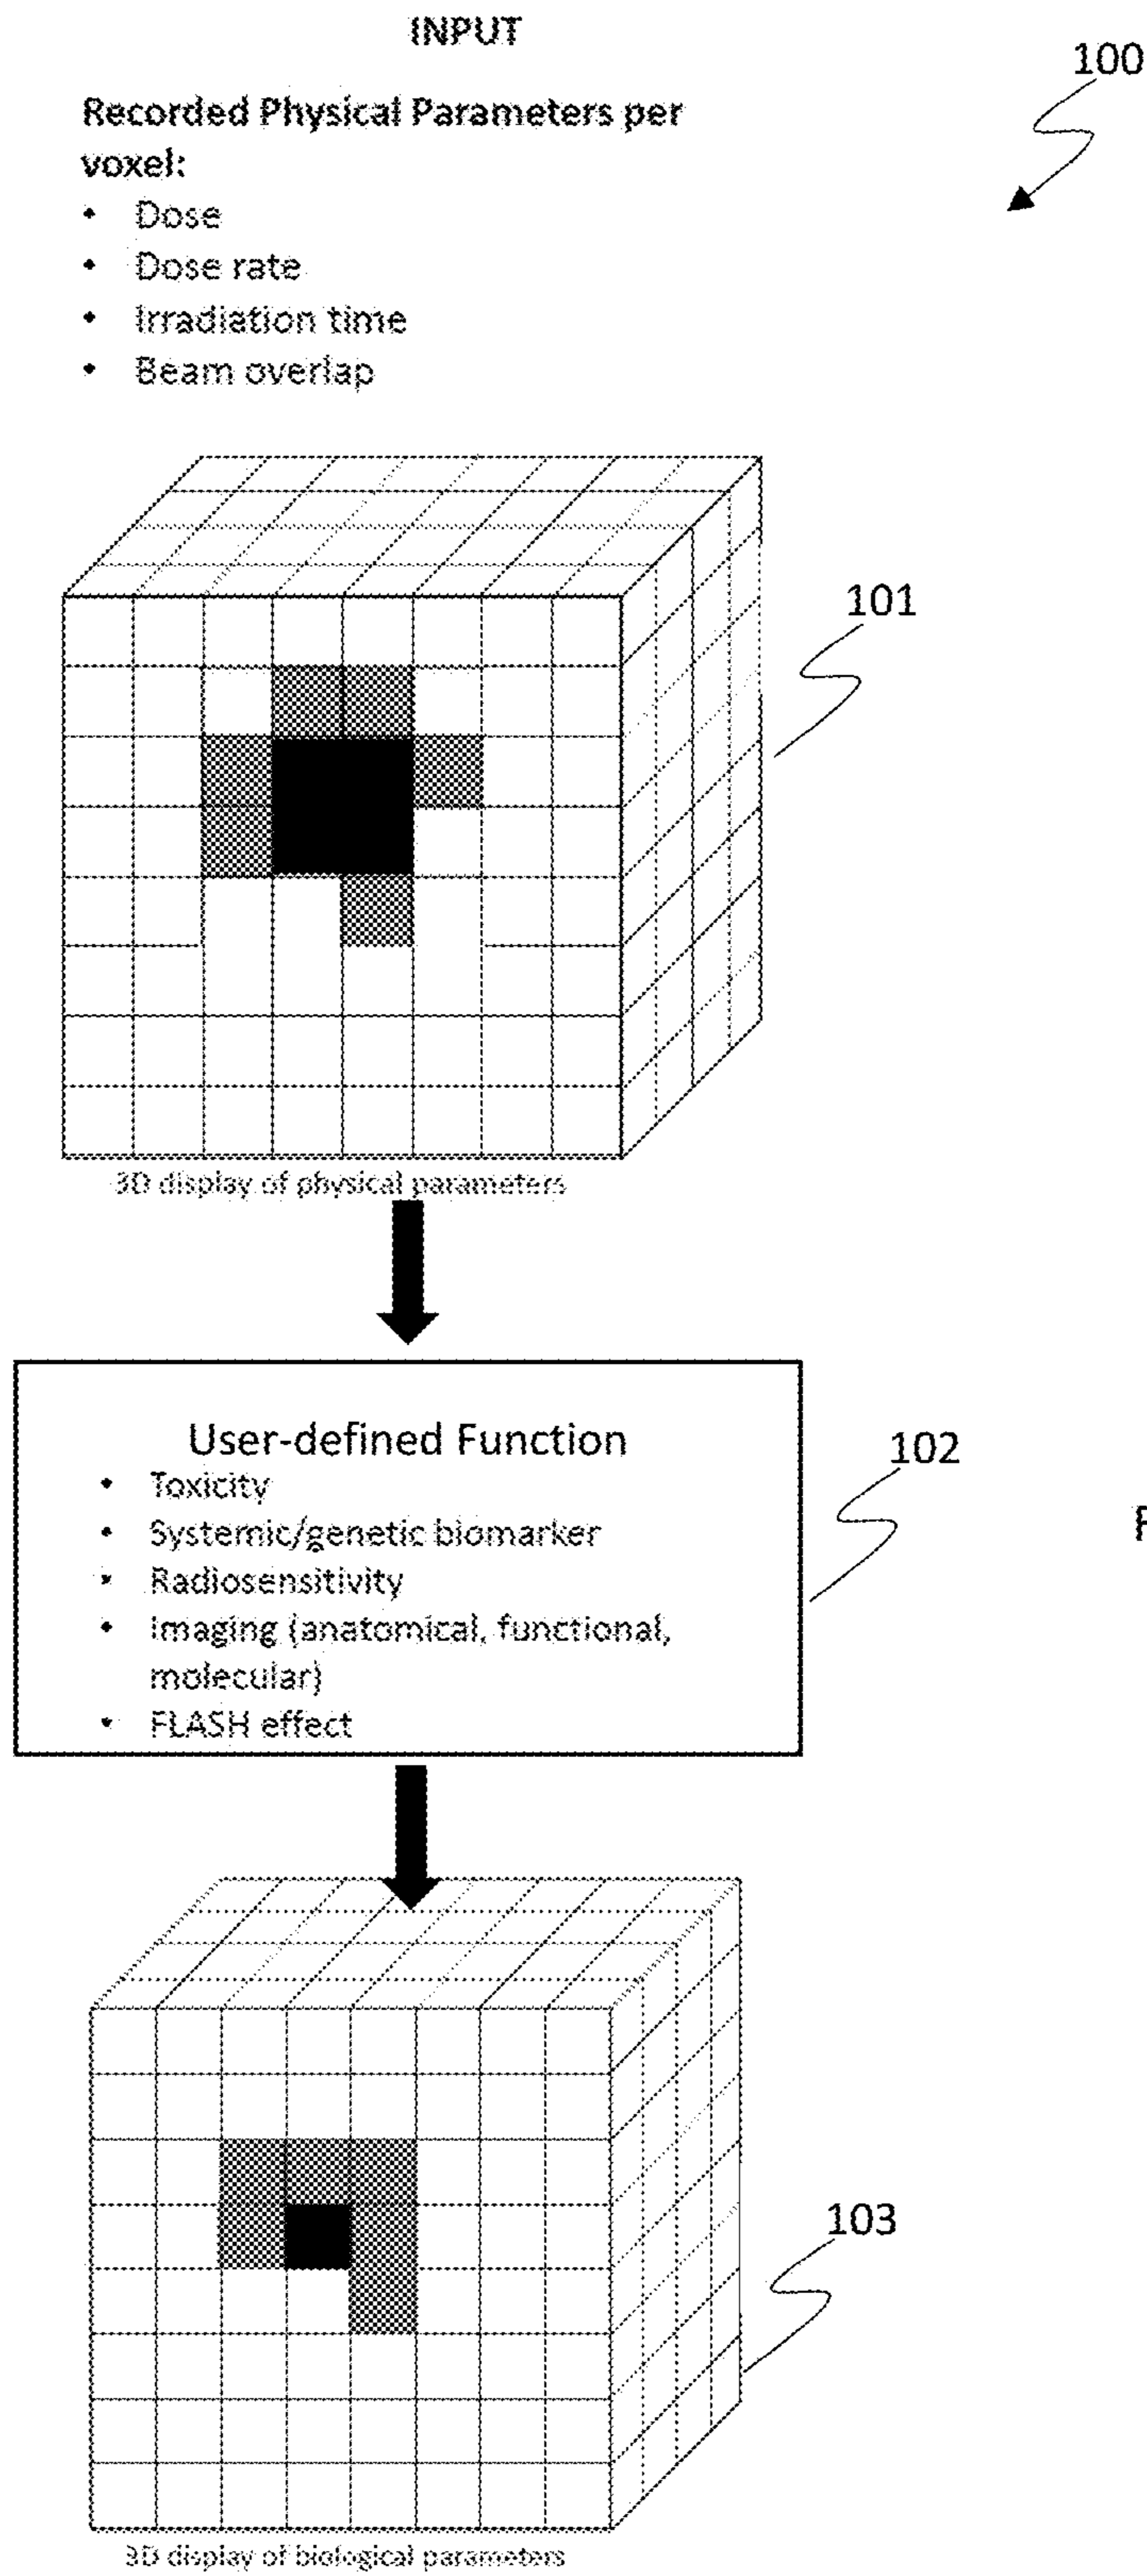 INPUT
100
Recorded Physical Parameters per
voxel:
• Dose
• Dose rate
• Irradiation time
• Beam overlap
101
3D display of physical parameters
User-defined Function
• Toxicity
• Systemic/genetic biomarker
• Radiosensitivity
• Imaging (anatomical, functional,
molecular)
• FLASH effect
102
F
103
3D display of biological parameters